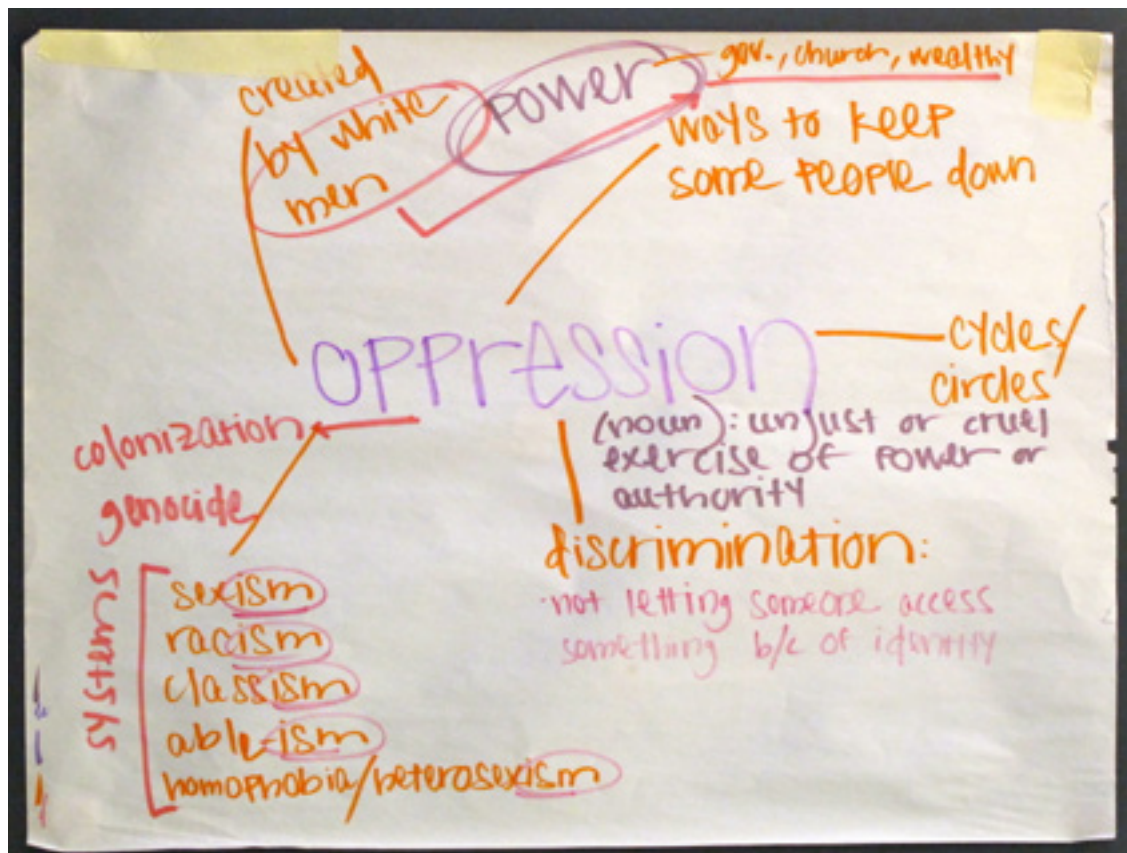 created
by white
men
POWER
gov., church, wealthy
ways to keep
some people down
oppression
cycles/
circles
(noun): unjust or cruel
exercise of power or
authority
colonization
genocide
discrimination:
·not letting someone access
something b/c of identity
systems
sexism
racism
classism
able-ism
homophobia/heterosexism